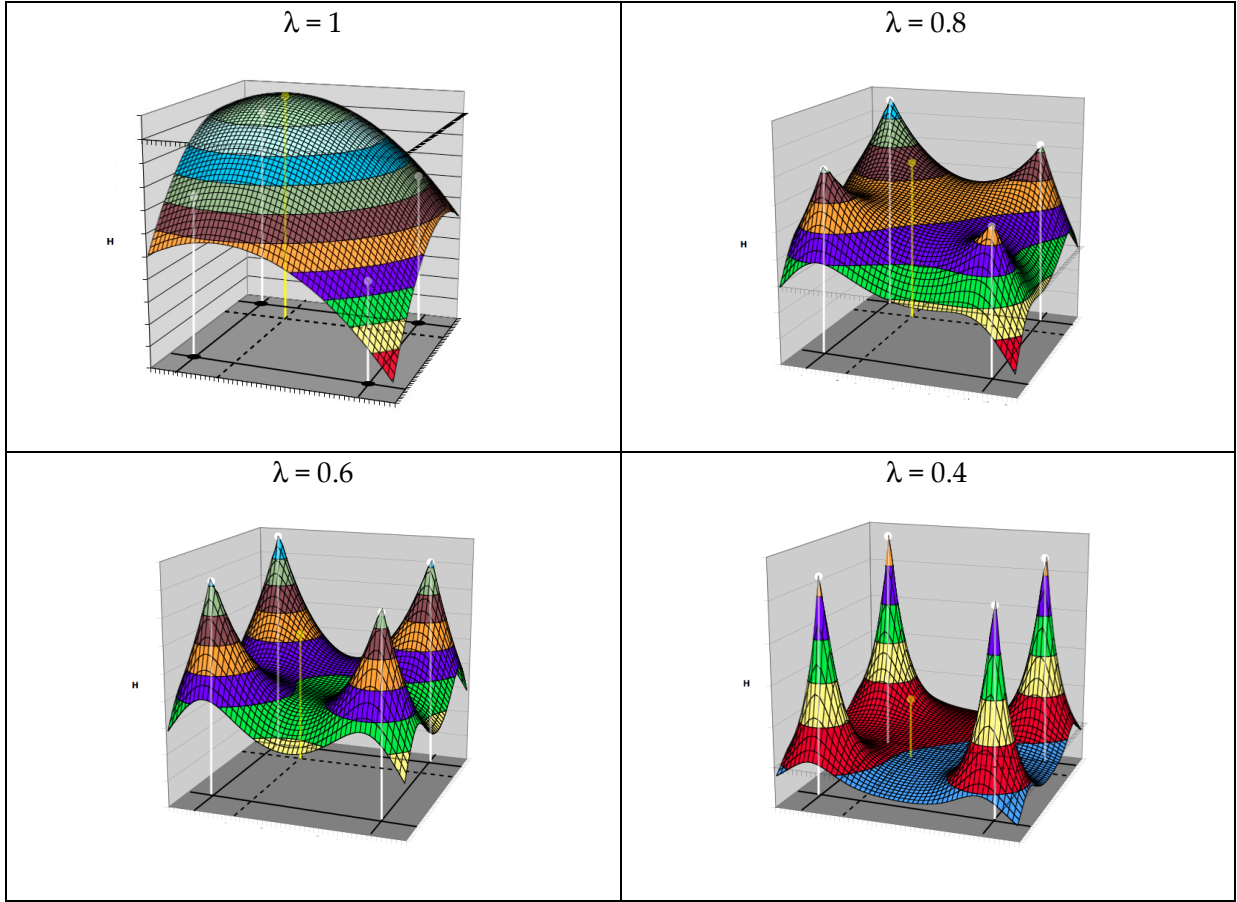 λ = 1
H
λ = 0.8
H
λ = 0.6
H
λ = 0.4
H